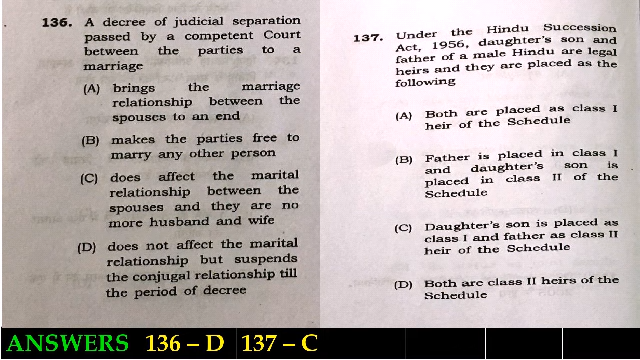 136. A decree of judicial separation
passed by a competent Court
between the parties to a
marriage
(A) brings the marriage
relationship between the
spouses to an end
(B) makes the parties free to
marry any other person
(C) does affect the marital
relationship between the
spouses and they are no
more husband and wife
(D) does not affect the marital
relationship but suspends
the conjugal relationship till
the period of decree
137. Under the Hindu Succession
Act, 1956, daughter's son and
father of a male Hindu are legal
heirs and they are placed as the
following
(A) Both are placed as class I
heir of the Schedule
(B) Father is placed in class I
and daughter's son is
placed in class II of the
Schedule
(C) Daughter's son is placed as
class I and father as class II
heir of the Schedule
(D) Both are class II heirs of the
Schedule
ANSWERS 136 – D 137 – C